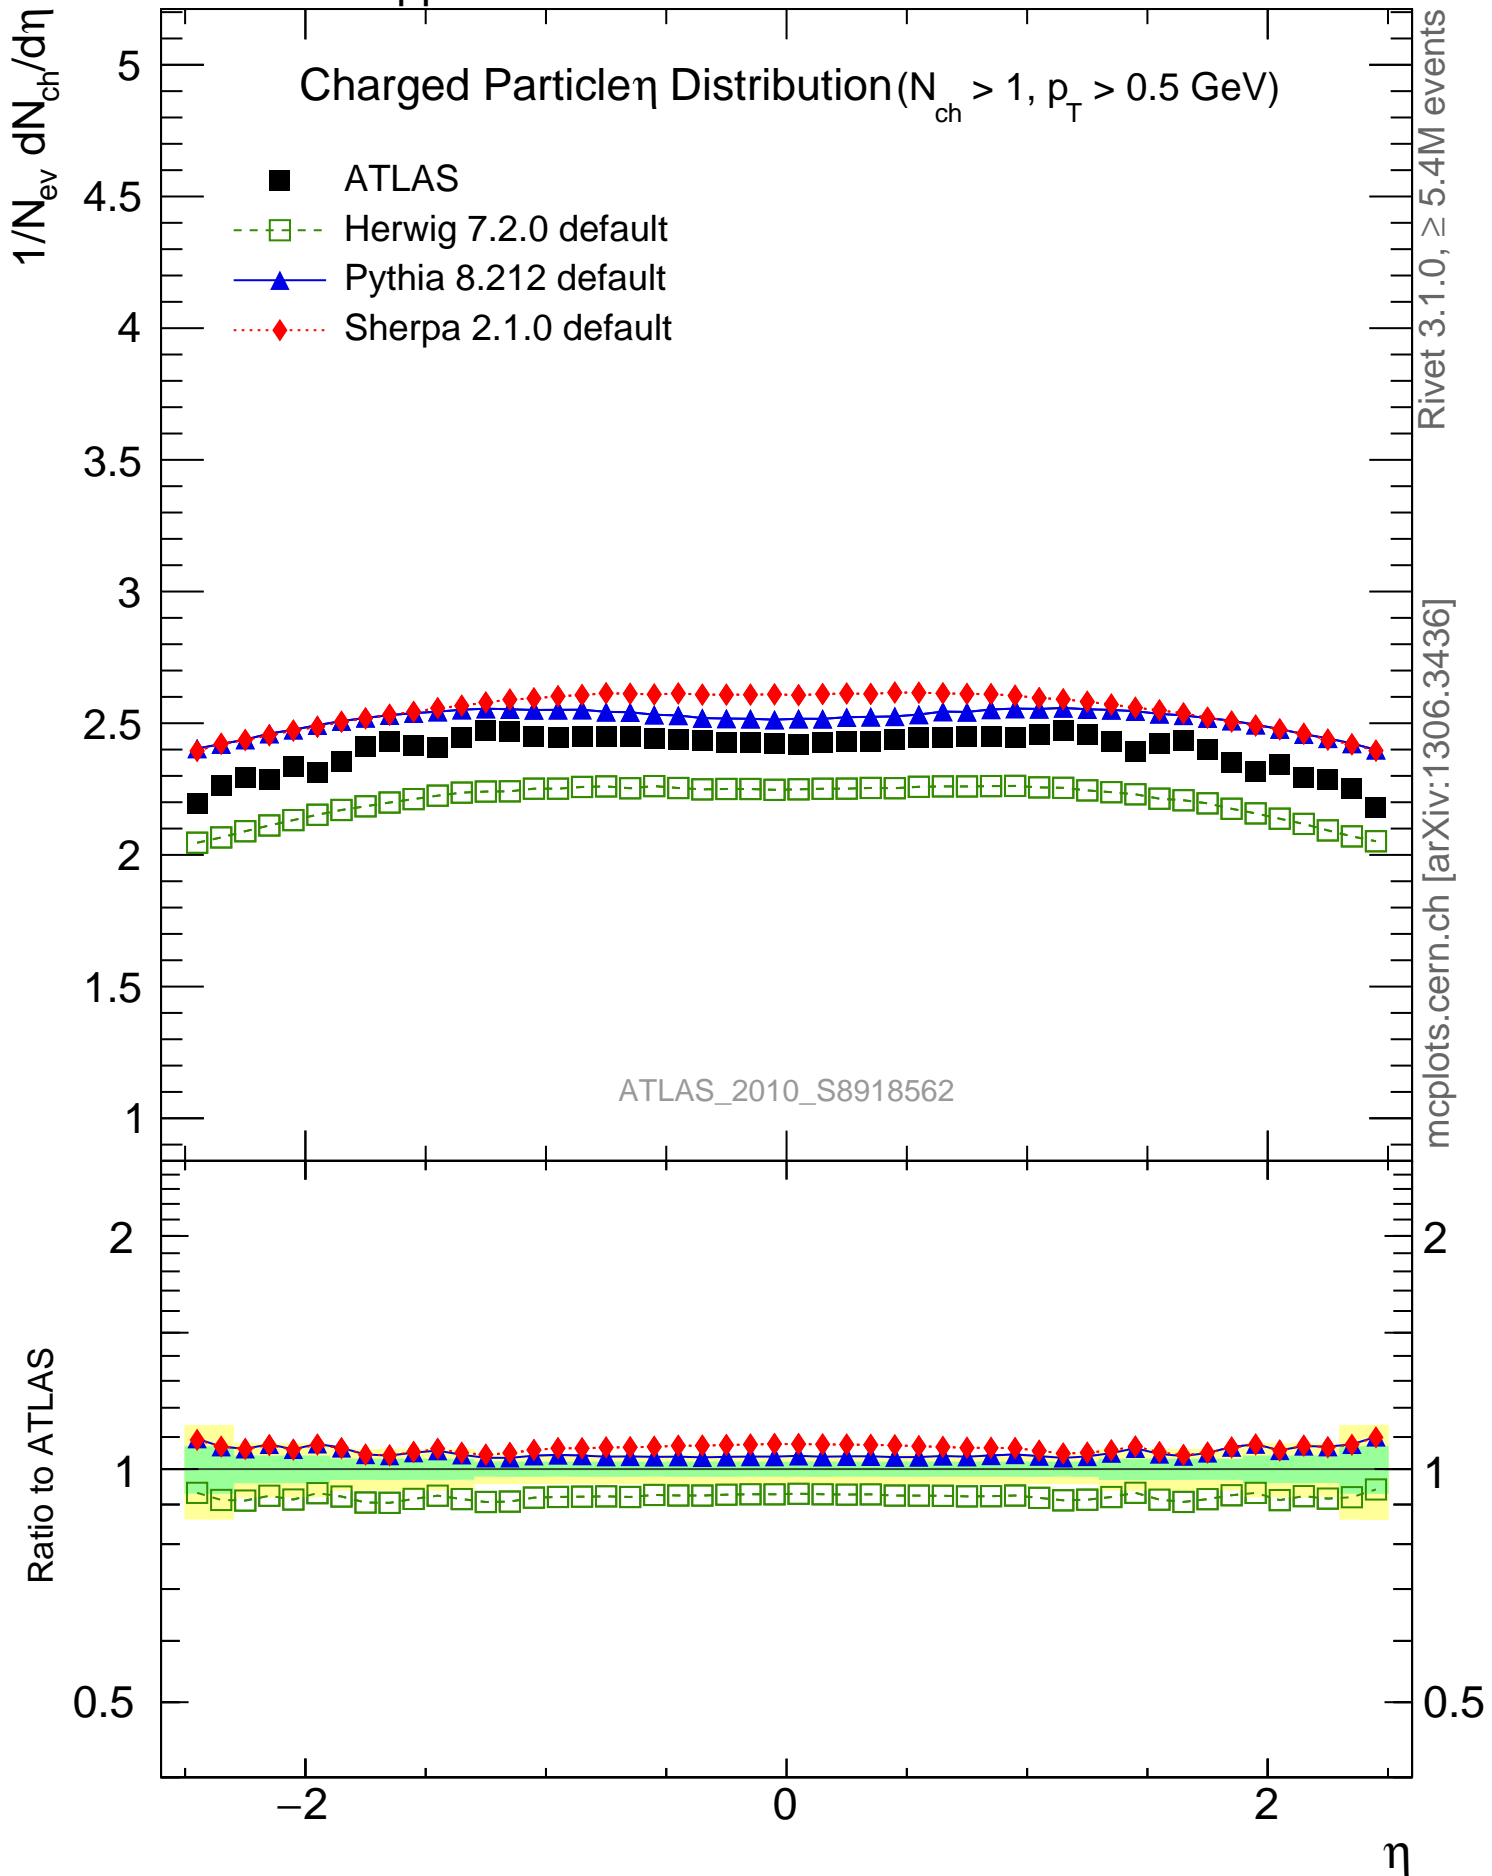 pp
1/N_ev dN_ch/dη
Charged Particleη Distribution (N_ch > 1, p_T > 0.5 GeV)
ATLAS
Herwig 7.2.0 default
Pythia 8.212 default
Sherpa 2.1.0 default
5
4.5
4
3.5
3
2.5
2
1.5
1
ATLAS_2010_S8918562
Rivet 3.1.0, ≥ 5.4M events
mcplots.cern.ch [arXiv:1306.3436]
Ratio to ATLAS
2
1
0.5
2
1
0.5
−2
0
2
η